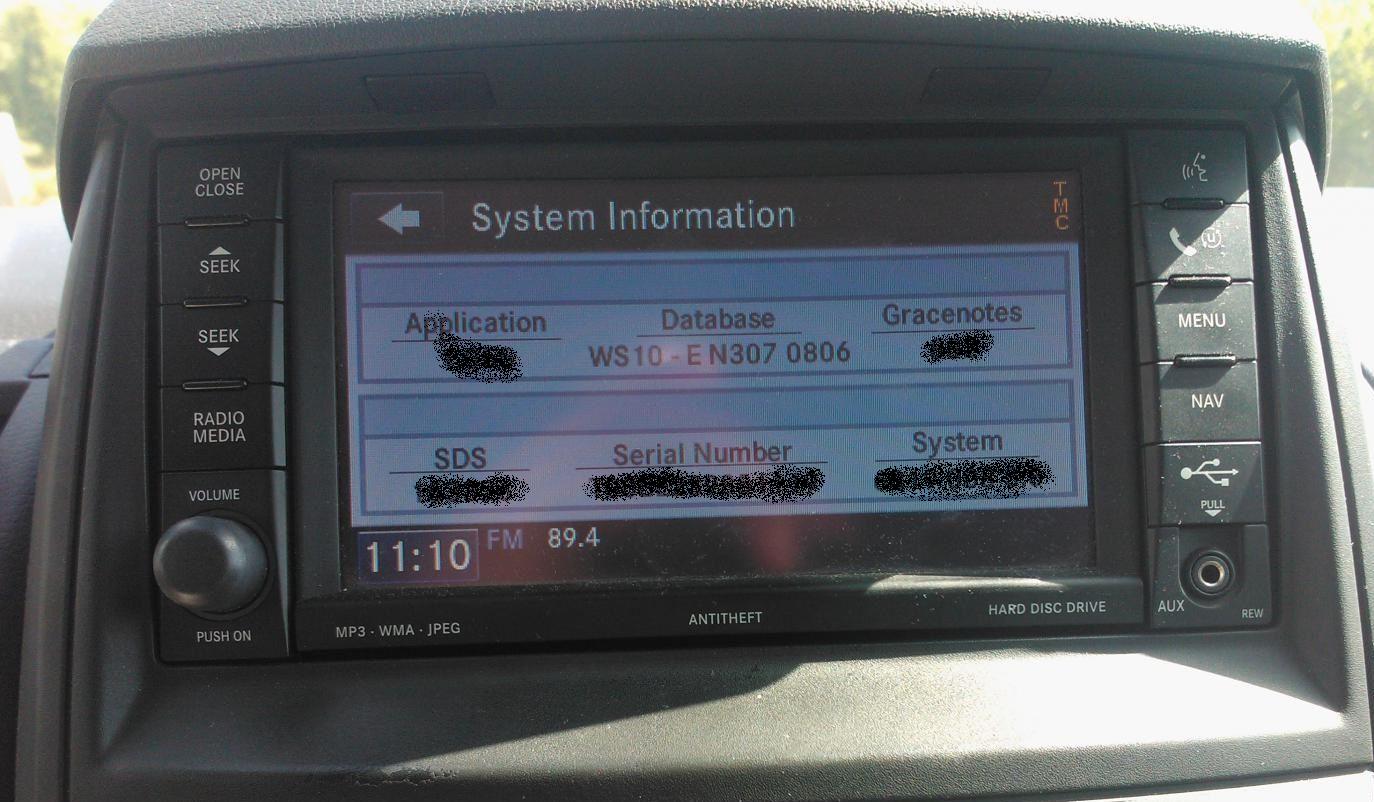 OPEN
CLOSE
SEEK
SEEK
RADIO
MEDIA
VOLUME
PUSH ON
System Information
TMC
Application
Database
Gracenotes
WS10 - E N307 0806
SDS
Serial Number
System
11:10
FM 89.4
MP3 · WMA · JPEG
ANTITHEFT
HARD DISC DRIVE
MENU
NAV
PULL
AUX
REW